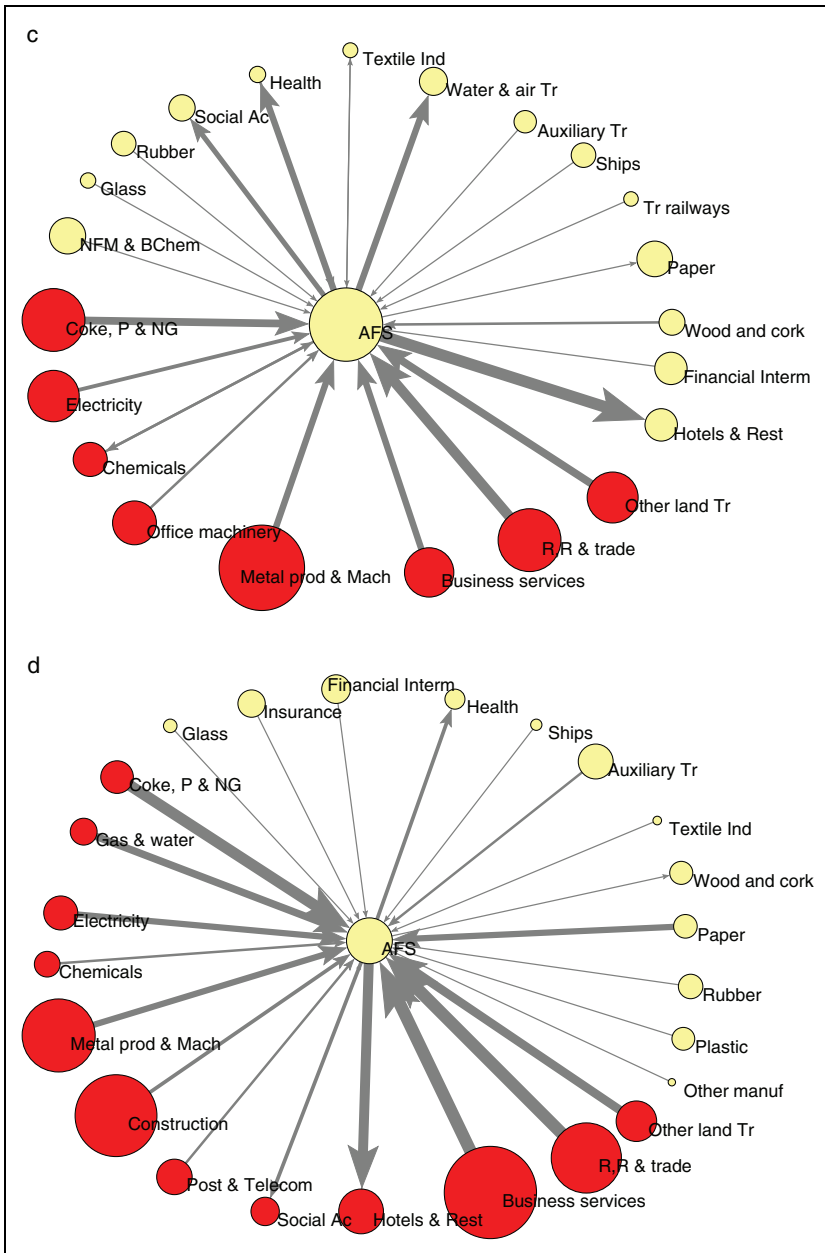 c
Textile Ind
Health
Water & air Tr
Social Ac
Auxiliary Tr
Rubber
Ships
Glass
Tr railways
NFM & BChem
Paper
Coke, P & NG
AFS
Wood and cork
Financial Interm
Electricity
Hotels & Rest
Chemicals
Other land Tr
Office machinery
R,R & trade
Metal prod & Mach
Business services
d
Financial Interm
Insurance
Health
Glass
Ships
Auxiliary Tr
Coke, P & NG
Textile Ind
Gas & water
Wood and cork
Electricity
Paper
AFS
Chemicals
Rubber
Metal prod & Mach
Plastic
Other manuf
Construction
Other land Tr
R,R & trade
Post & Telecom
Business services
Social Ac
Hotels & Rest